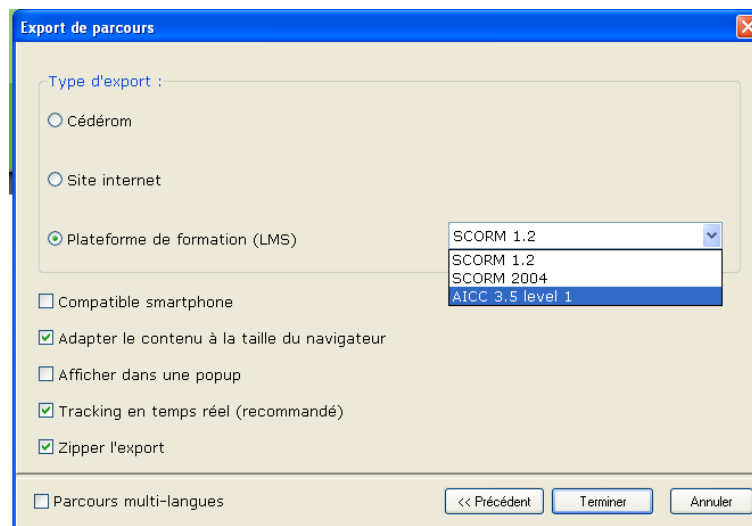 Export de parcours
Type d'export :
Cédérom
Site internet
Plateforme de formation (LMS)
SCORM 1.2
SCORM 1.2
SCORM 2004
AICC 3.5 level 1
Compatible smartphone
Adapter le contenu à la taille du navigateur
Afficher dans une popup
Tracking en temps réel (recommandé)
Zipper l'export
Parcours multi-langues
<< Précédent
Terminer
Annuler